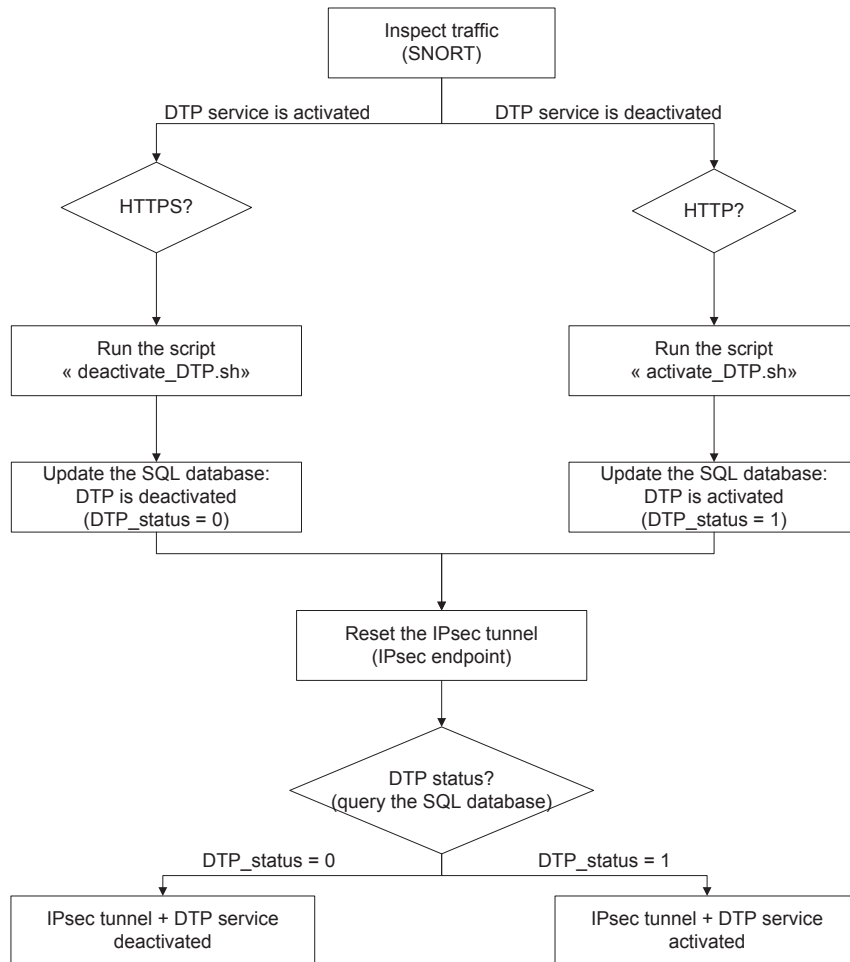 Inspect traffic
(SNORT)
DTP service is activated
DTP service is deactivated
HTTPS?
HTTP?
Run the script
« deactivate_DTP.sh»
Run the script
« activate_DTP.sh»
Update the SQL database:
DTP is deactivated
(DTP_status = 0)
Update the SQL database:
DTP is activated
(DTP_status = 1)
Reset the IPsec tunnel
(IPsec endpoint)
DTP status?
(query the SQL database)
DTP_status = 0
DTP_status = 1
IPsec tunnel + DTP service
deactivated
IPsec tunnel + DTP service
activated